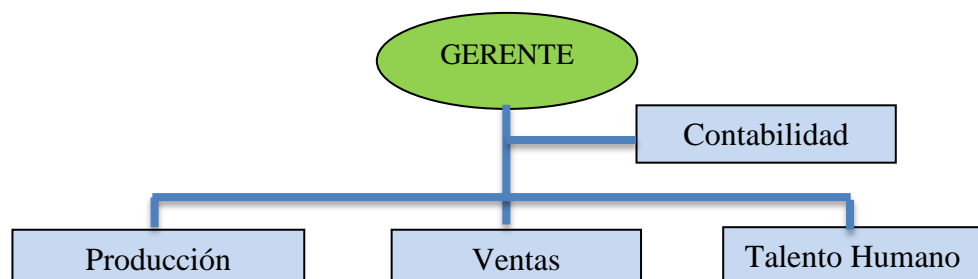 GERENTE
Contabilidad
Producción
Ventas
Talento Humano